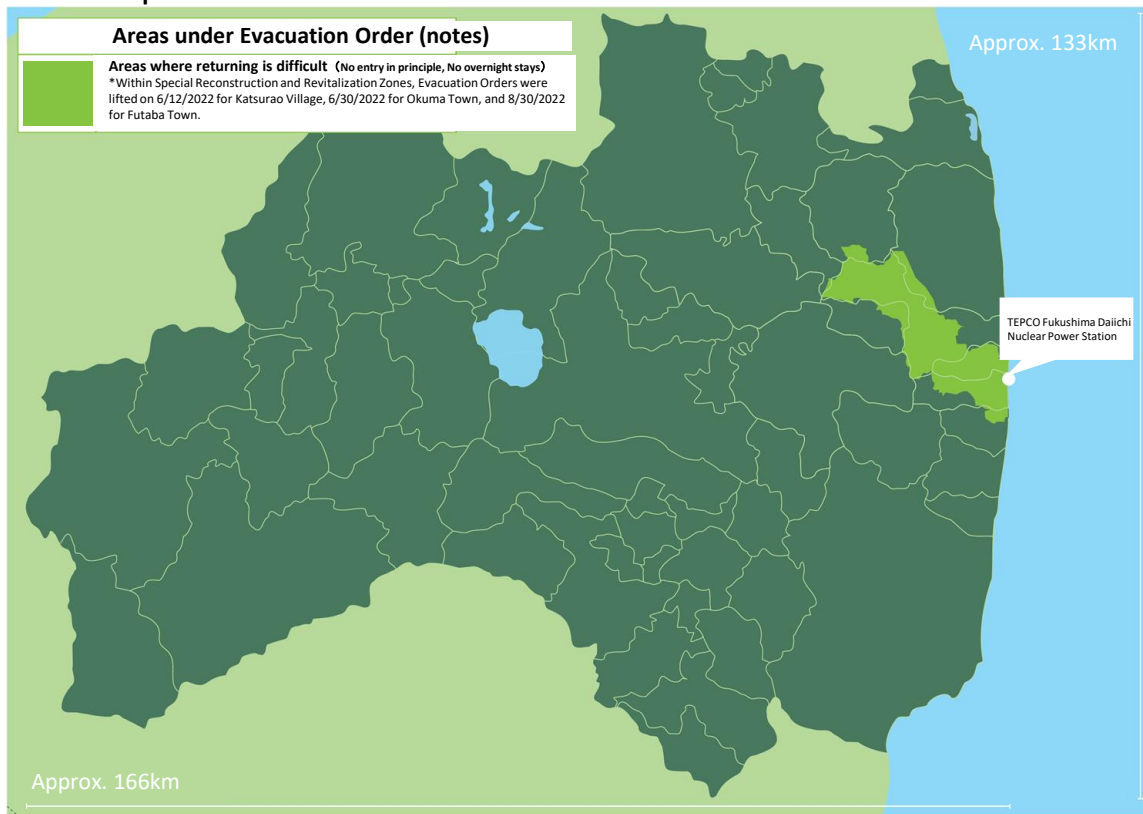 Areas under Evacuation Order (notes)
Approx. 133km
Areas where returning is difficult (No entry in principle, No overnight stays)
*Within Special Reconstruction and Revitalization Zones, Evacuation Orders were
lifted on 6/12/2022 for Katsurao Village, 6/30/2022 for Okuma Town, and 8/30/2022
for Futaba Town.
TEPCO Fukushima Daiichi
Nuclear Power Station
Approx. 166km